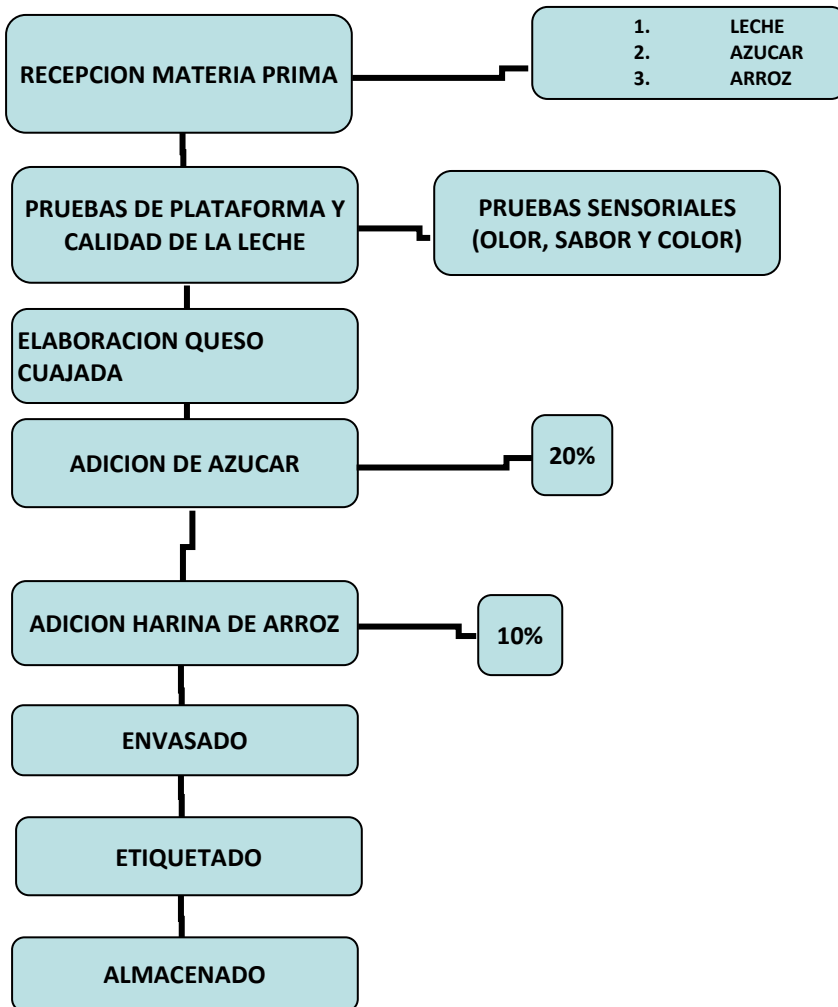 RECEPCION MATERIA PRIMA
1. LECHE
2. AZUCAR
3. ARROZ
PRUEBAS DE PLATAFORMA Y
CALIDAD DE LA LECHE
PRUEBAS SENSORIALES
(OLOR, SABOR Y COLOR)
ELABORACION QUESO
CUAJADA
ADICION DE AZUCAR
20%
ADICION HARINA DE ARROZ
10%
ENVASADO
ETIQUETADO
ALMACENADO